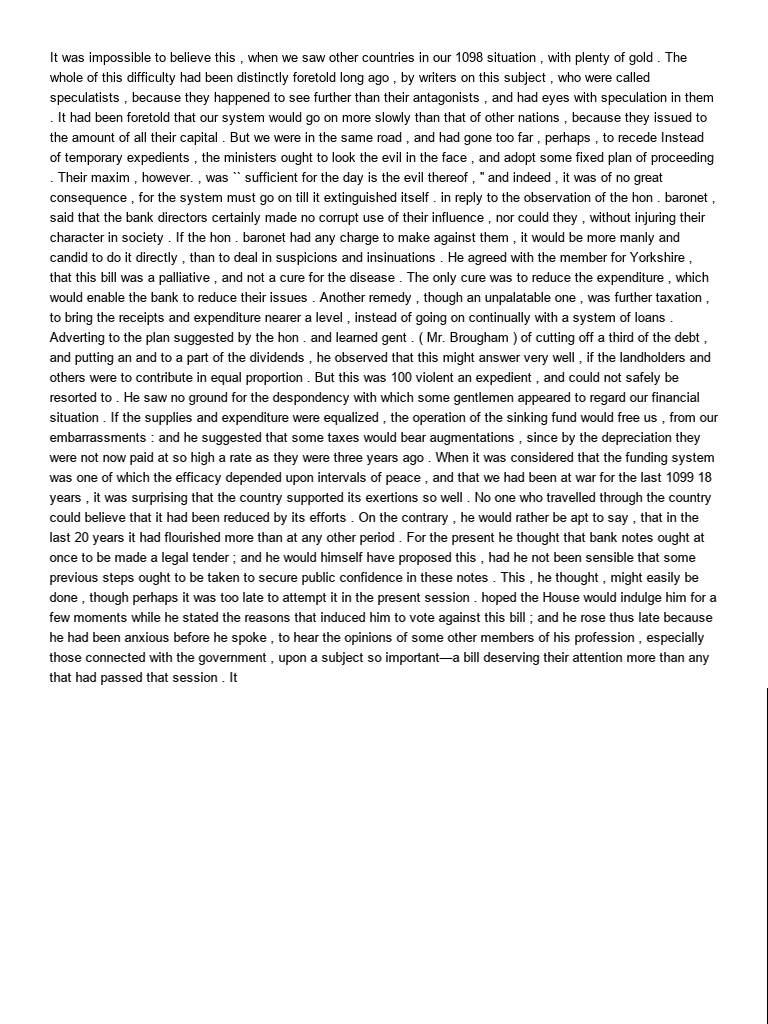 It was impossible to believe this , when we saw other countries in our 1098 situation , with plenty of gold . The
whole of this difficulty had been distinctly foretold long ago , by writers on this subject , who were called
speculatists , because they happened to see further than their antagonists , and had eyes with speculation in them
. It had been foretold that our system would go on more slowly than that of other nations , because they issued to
the amount of all their capital . But we were in the same road , and had gone too far , perhaps , to recede Instead
of temporary expedients , the ministers ought to look the evil in the face , and adopt some fixed plan of proceeding
. Their maxim , however. , was `` sufficient for the day is the evil thereof , " and indeed , it was of no great
consequence , for the system must go on till it extinguished itself . in reply to the observation of the hon . baronet ,
said that the bank directors certainly made no corrupt use of their influence , nor could they , without injuring their
character in society . If the hon . baronet had any charge to make against them , it would be more manly and
candid to do it directly , than to deal in suspicions and insinuations . He agreed with the member for Yorkshire ,
that this bill was a palliative , and not a cure for the disease . The only cure was to reduce the expenditure , which
would enable the bank to reduce their issues . Another remedy , though an unpalatable one , was further taxation ,
to bring the receipts and expenditure nearer a level , instead of going on continually with a system of loans .
Adverting to the plan suggested by the hon . and learned gent . ( Mr. Brougham ) of cutting off a third of the debt ,
and putting an and to a part of the dividends , he observed that this might answer very well , if the landholders and
others were to contribute in equal proportion . But this was 100 violent an expedient , and could not safely be
resorted to . He saw no ground for the despondency with which some gentlemen appeared to regard our financial
situation . If the supplies and expenditure were equalized , the operation of the sinking fund would free us , from our
embarrassments : and he suggested that some taxes would bear augmentations , since by the depreciation they
were not now paid at so high a rate as they were three years ago . When it was considered that the funding system
was one of which the efficacy depended upon intervals of peace , and that we had been at war for the last 1099 18
years , it was surprising that the country supported its exertions so well . No one who travelled through the country
could believe that it had been reduced by its efforts . On the contrary , he would rather be apt to say , that in the
last 20 years it had flourished more than at any other period . For the present he thought that bank notes ought at
once to be made a legal tender ; and he would himself have proposed this , had he not been sensible that some
previous steps ought to be taken to secure public confidence in these notes . This , he thought , might easily be
done , though perhaps it was too late to attempt it in the present session . hoped the House would indulge him for a
few moments while he stated the reasons that induced him to vote against this bill ; and he rose thus late because
he had been anxious before he spoke , to hear the opinions of some other members of his profession , especially
those connected with the government , upon a subject so important—a bill deserving their attention more than any
that had passed that session . It